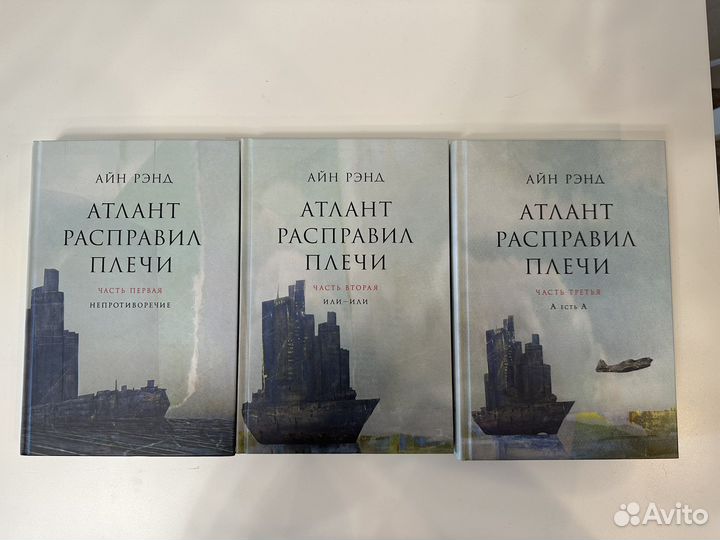 АЙН РЭНД
АТЛАНТ
РАСПРАВИЛ
ПЛЕЧИ
ЧАСТЬ ПЕРВАЯ
НЕПРОТИВОРЕЧИЕ
АЙН РЭНД
АТЛАНТ
РАСПРАВИЛ
ПЛЕЧИ
ЧАСТЬ ВТОРАЯ
ИЛИ–ИЛИ
АЙН РЭНД
АТЛАНТ
РАСПРАВИЛ
ПЛЕЧИ
ЧАСТЬ ТРЕТЬЯ
А ЕСТЬ А
Avito